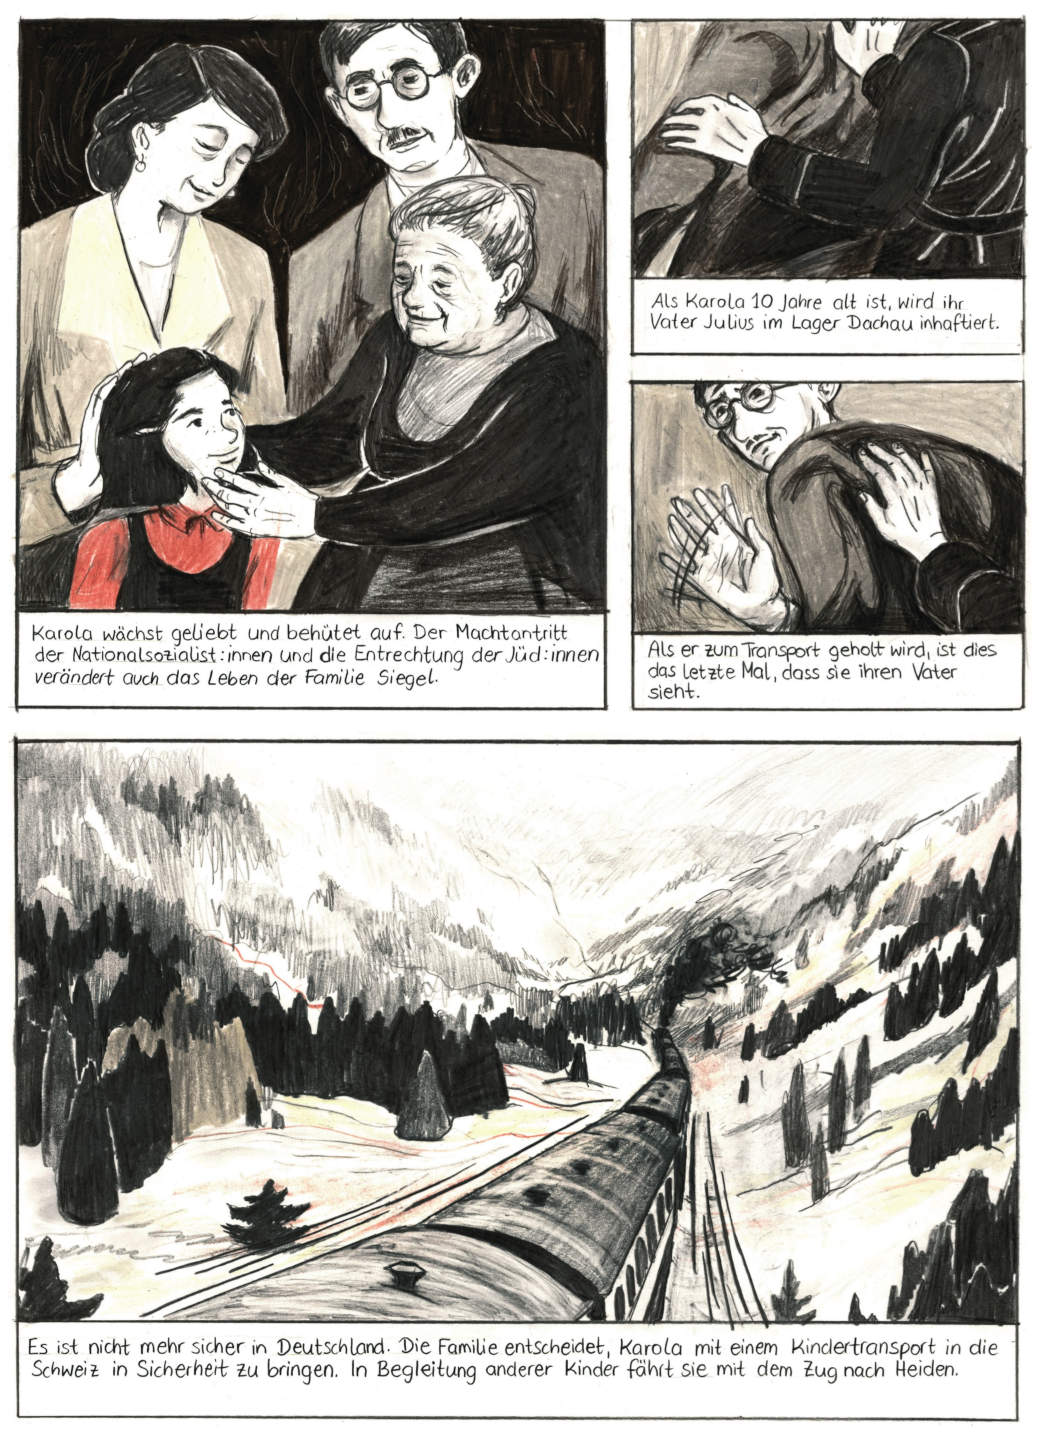 Karola wächst geliebt und behütet auf. Der Machtantritt
der Nationalsozialist:innen und die Entrechtung der Jüd:innen
verändert auch das Leben der Familie Siegel.
Als Karola 10 Jahre alt ist, wird ihr
Vater Julius im Lager Dachau inhaftiert.
Als er zum Transport geholt wird, ist dies
das letzte Mal, dass sie ihren Vater
sieht.
Es ist nicht mehr sicher in Deutschland. Die Familie entscheidet, Karola mit einem Kindertransport in die
Schweiz in Sicherheit zu bringen. In Begleitung anderer Kinder fährt sie mit dem Zug nach Heiden.